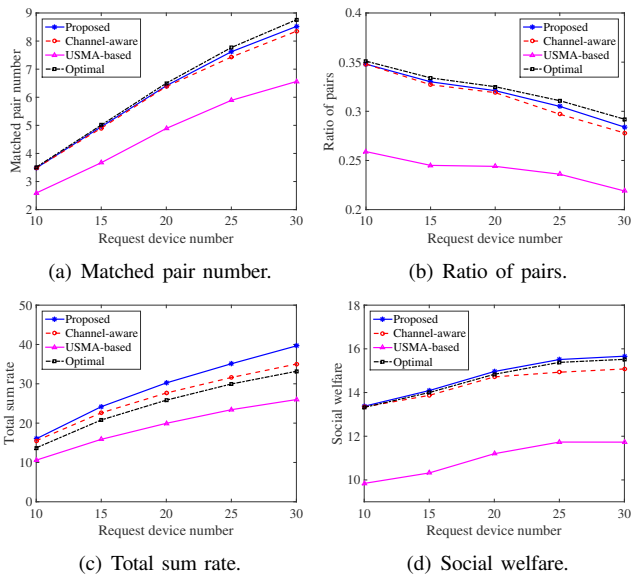 9
8
7
6
5
4
3
2
Matched pair number
Proposed
Channel-aware
USMA-based
Optimal
10 15 20 25 30
Request device number
(a) Matched pair number.
0.4
0.35
0.3
0.25
0.2
Ratio of pairs
Proposed
Channel-aware
USMA-based
Optimal
10 15 20 25 30
Request device number
(b) Ratio of pairs.
50
40
30
20
10
0
Total sum rate
Proposed
Channel-aware
USMA-based
Optimal
10 15 20 25 30
Request device number
(c) Total sum rate.
18
16
14
12
10
Social welfare
Proposed
Channel-aware
USMA-based
Optimal
10 15 20 25 30
Request device number
(d) Social welfare.